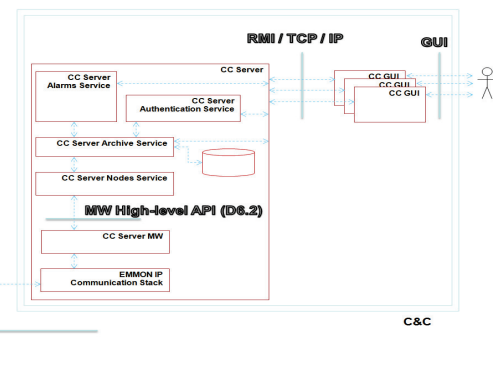 RMI / TCP / IP
GUI
CC Server
CC GUI
CC GUI
CC GUI
CC Server
Alarms Service
CC Server
Authentication Service
CC Server Archive Service
CC Server Nodes Service
MW High-level API (D6.2)
CC Server MW
EMMON IP
Communication Stack
C&C